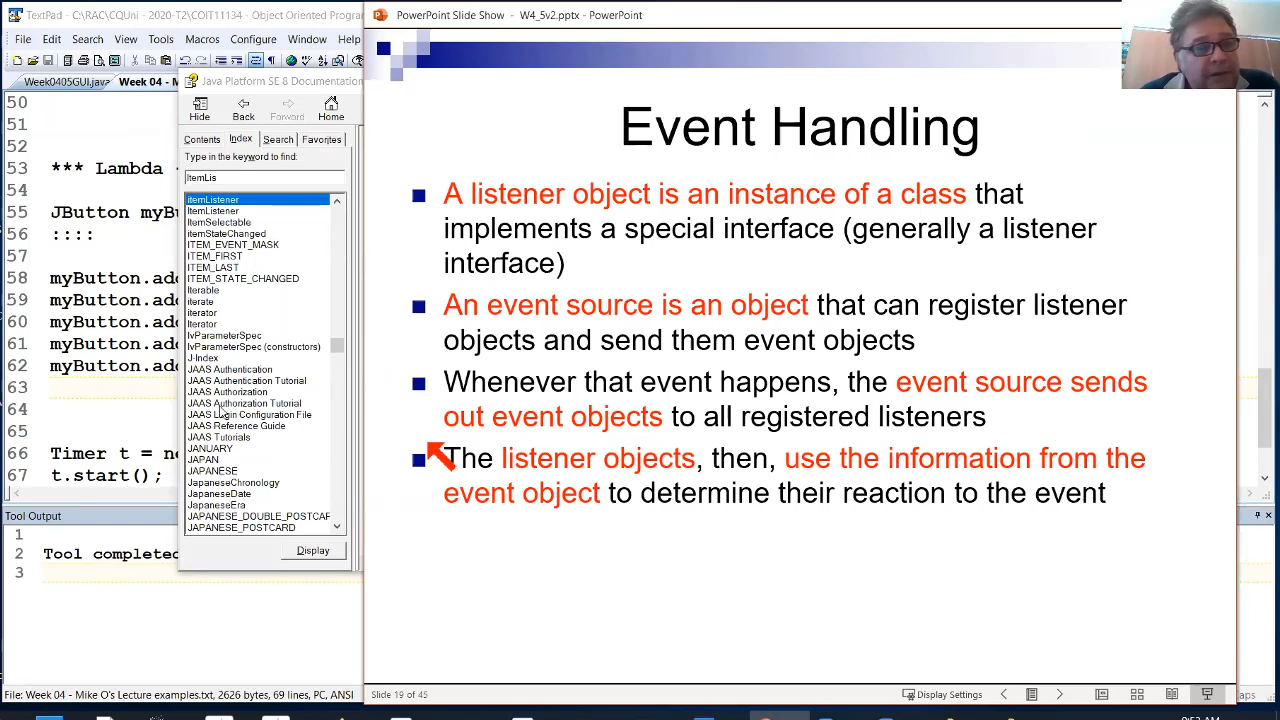 TextPad - C:\RAC\CQUni - 2020-T2\COIT11134 - Object Oriented Progra
File Edit Search View Tools Macros Configure Window
Week0405GUI.java Week 04 - M
50
51
52
53 *** Lambda
54
55 JButton myBu
56 ::::
57
58 myButton.add
59 myButton.add
60 myButton.add
61 myButton.add
62 myButton.add
63
64
65
66 Timer t = ne
67 t.start();
Tool Output
1
2 Tool completed
3
File: Week 04 - Mike O's Lecture examples.txt, 2626 bytes, 69 lines, PC, ANSI
Java Platform SE 8 Documentation
Hide Back Forward Home
Contents Index Search Favorites
Type in the keyword to find:
ItemLis
itemListener
ItemListener
ItemSelectable
itemStateChanged
ITEM_EVENT_MASK
ITEM_FIRST
ITEM_LAST
ITEM_STATE_CHANGED
Iterable
iterate
iterator
Iterator
IvParameterSpec
IvParameterSpec (constructors)
J-Index
JAAS Authentication
JAAS Authentication Tutorial
JAAS Authorization
JAAS Authorization Tutorial
JAAS Login Configuration File
JAAS Reference Guide
JAAS Tutorials
JANUARY
JAPAN
JAPANESE
JapaneseChronology
JapaneseDate
JapaneseEra
JAPANESE_DOUBLE_POSTCAR
JAPANESE_POSTCARD
Display
PowerPoint Slide Show - W4_5v2.pptx - PowerPoint
Event Handling
A listener object is an instance of a class that
implements a special interface (generally a listener
interface)
An event source is an object that can register listener
objects and send them event objects
Whenever that event happens, the event source sends
out event objects to all registered listeners
The listener objects, then, use the information from the
event object to determine their reaction to the event
Slide 19 of 45
Display Settings
Caps